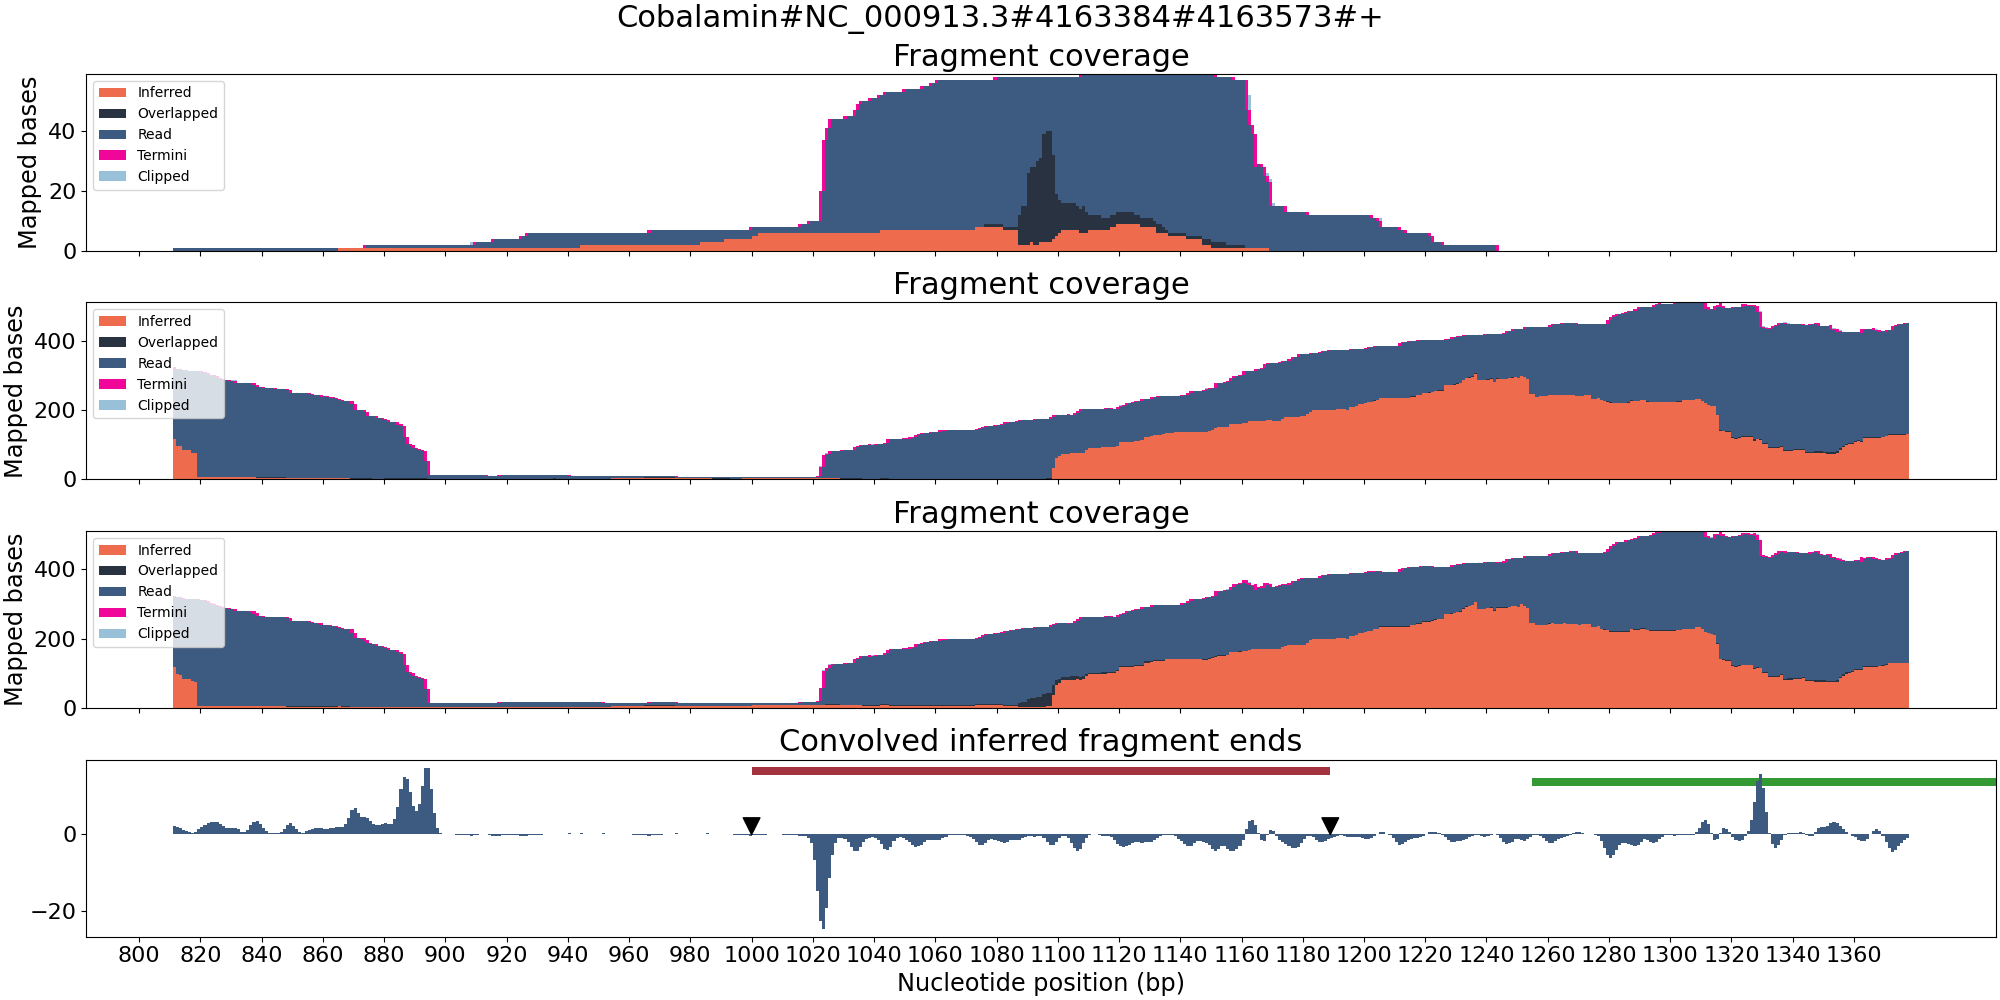 Cobalamin#NC_000913.3#4163384#4163573#+
Fragment coverage
Mapped bases
40
20
0
Inferred
Overlapped
Read
Termini
Clipped
Fragment coverage
Mapped bases
400
200
0
Inferred
Overlapped
Read
Termini
Clipped
Fragment coverage
Mapped bases
400
200
0
Inferred
Overlapped
Read
Termini
Clipped
Convolved inferred fragment ends
0
−20
800 820 840 860 880 900 920 940 960 980 1000 1020 1040 1060 1080 1100 1120 1140 1160 1180 1200 1220 1240 1260 1280 1300 1320 1340 1360
Nucleotide position (bp)